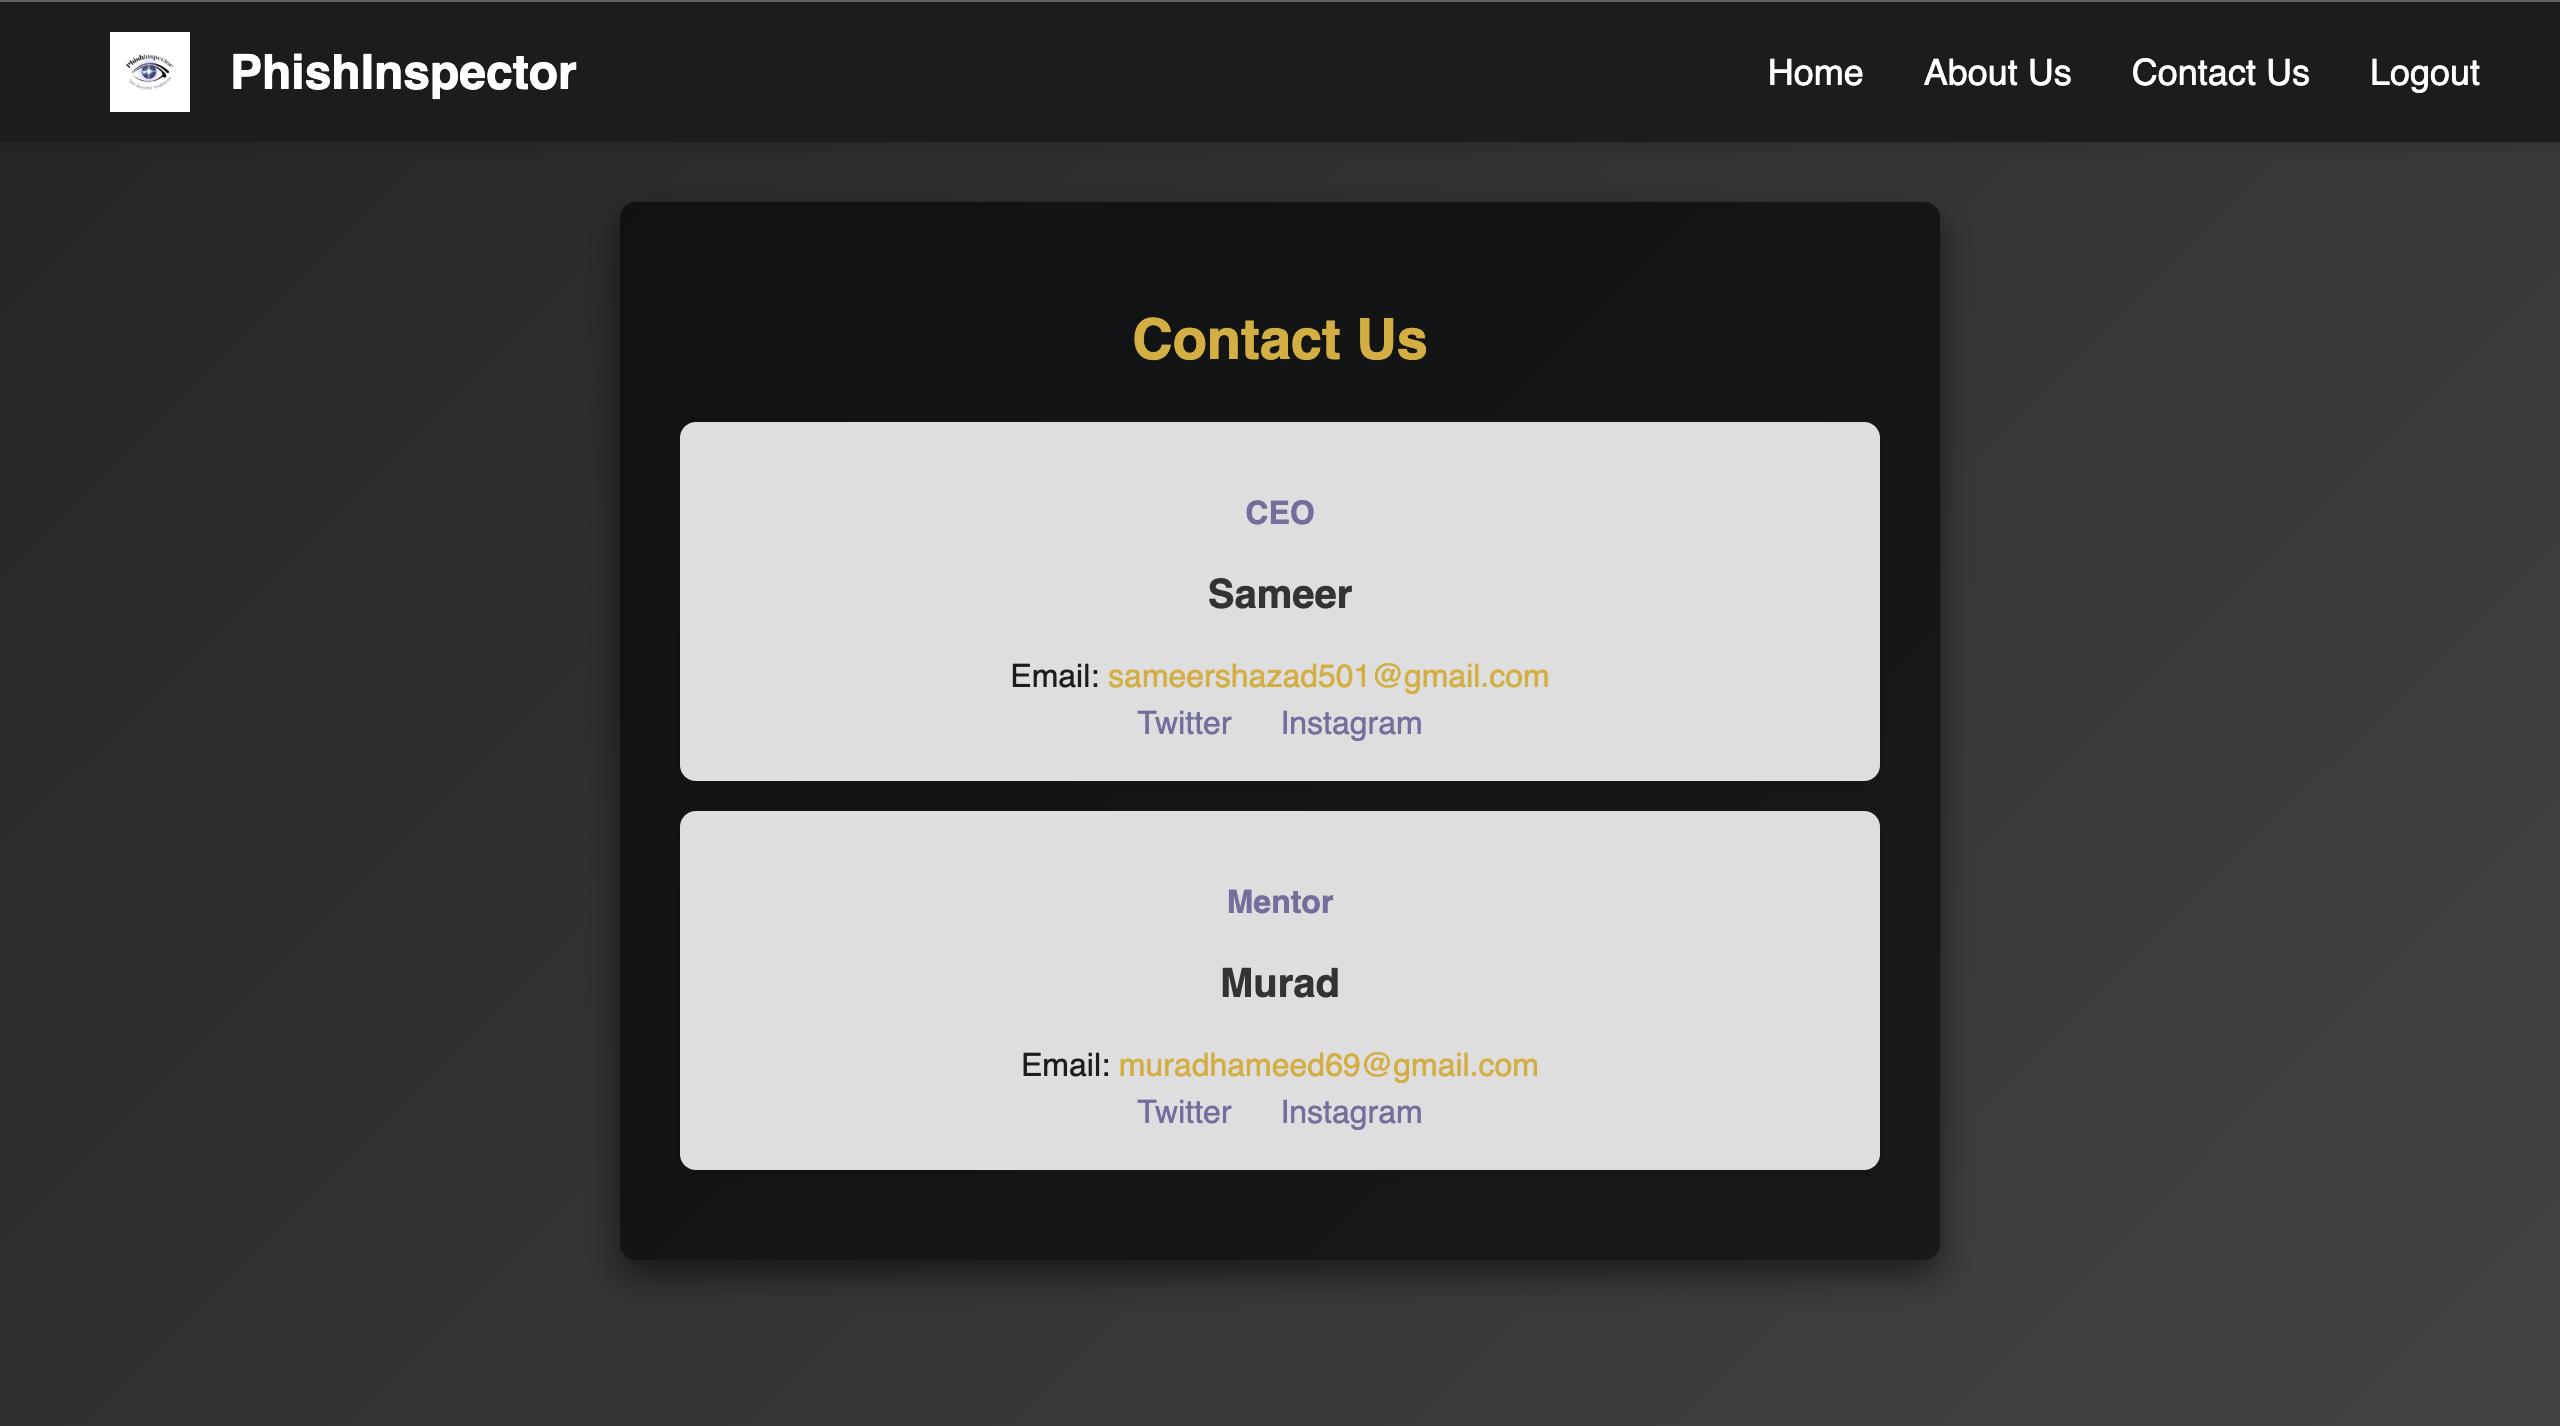 PhishInspector
PhishInspector Home About Us Contact Us Logout
Contact Us
CEO
Sameer
Email: sameershazad501@gmail.com
Twitter Instagram
Mentor
Murad
Email: muradhameed69@gmail.com
Twitter Instagram